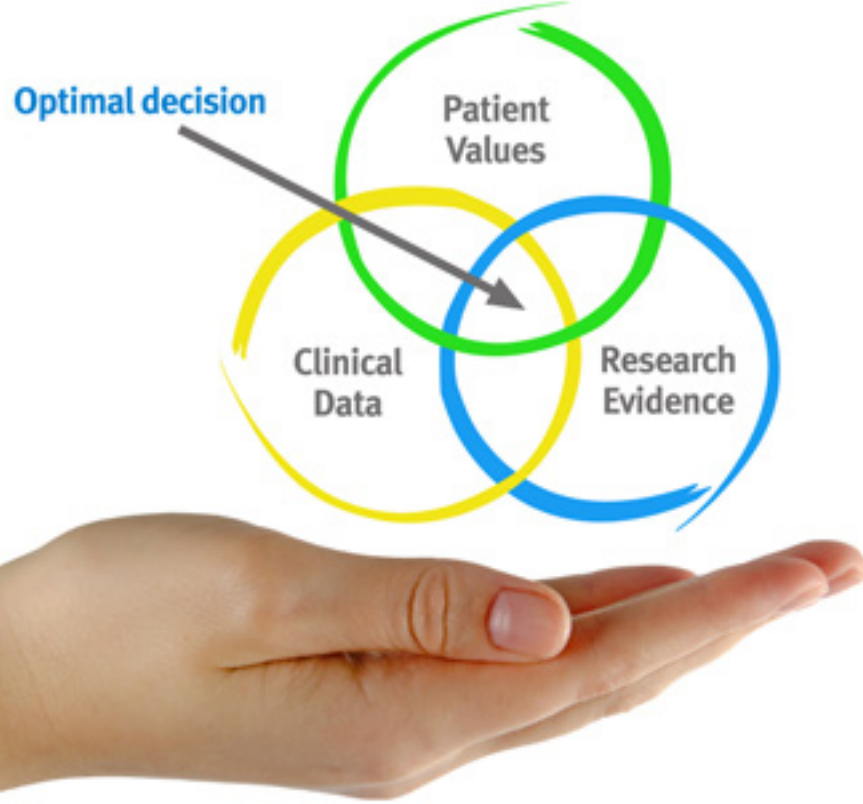 Optimal decision
Patient
Values
Clinical
Data
Research
Evidence